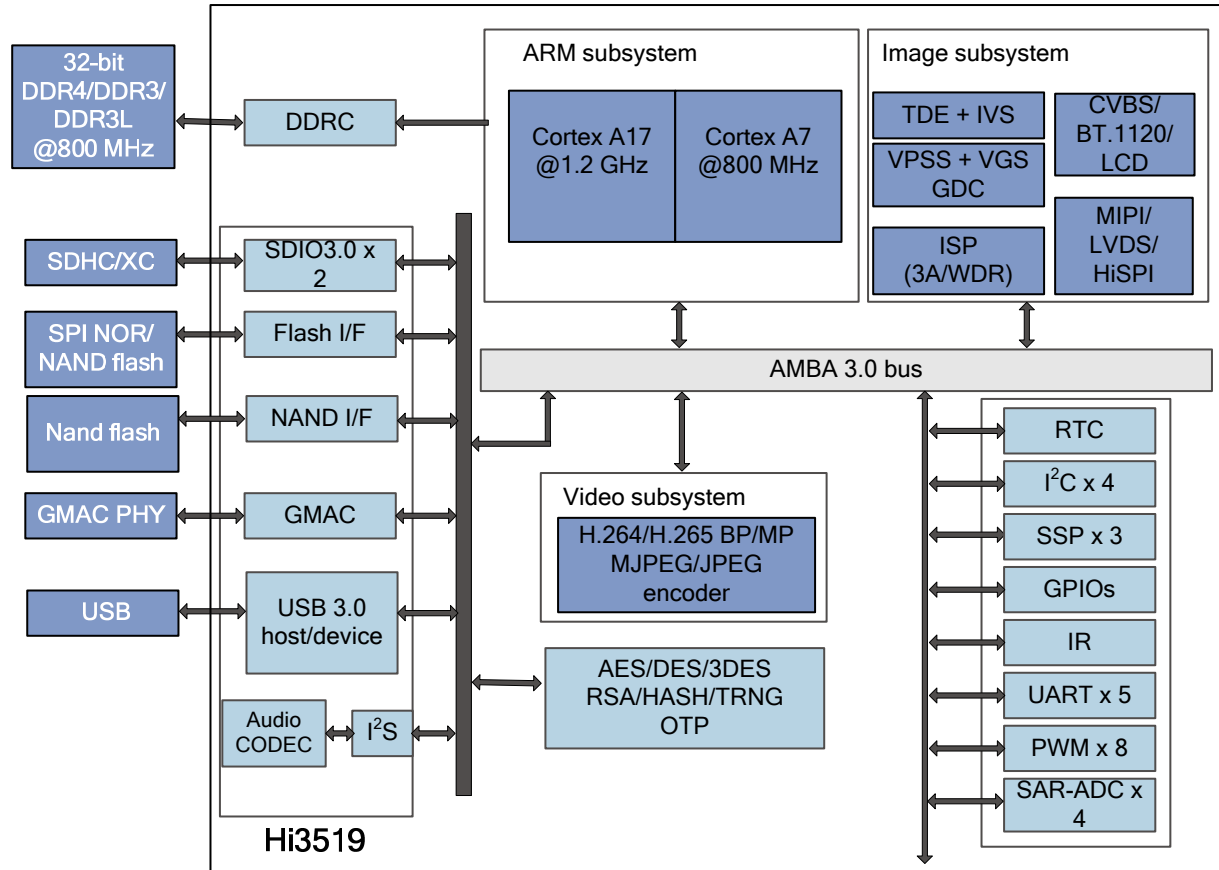 32-bit
DDR4/DDR3/
DDR3L
@800 MHz
DDRC
SDHC/XC
SDIO3.0 x
2
SPI NOR/
NAND flash
Flash I/F
Nand flash
NAND I/F
GMAC PHY
GMAC
USB
USB 3.0
host/device
Audio
CODEC
I²S
Hi3519
ARM subsystem
Cortex A17
@1.2 GHz
Cortex A7
@800 MHz
Image subsystem
TDE + IVS
VPSS + VGS
GDC
ISP
(3A/WDR)
CVBS/
BT.1120/
LCD
MIPI/
LVDS/
HiSPI
AMBA 3.0 bus
Video subsystem
H.264/H.265 BP/MP
MJPEG/JPEG
encoder
AES/DES/3DES
RSA/HASH/TRNG
OTP
RTC
I²C x 4
SSP x 3
GPIOs
IR
UART x 5
PWM x 8
SAR-ADC x
4